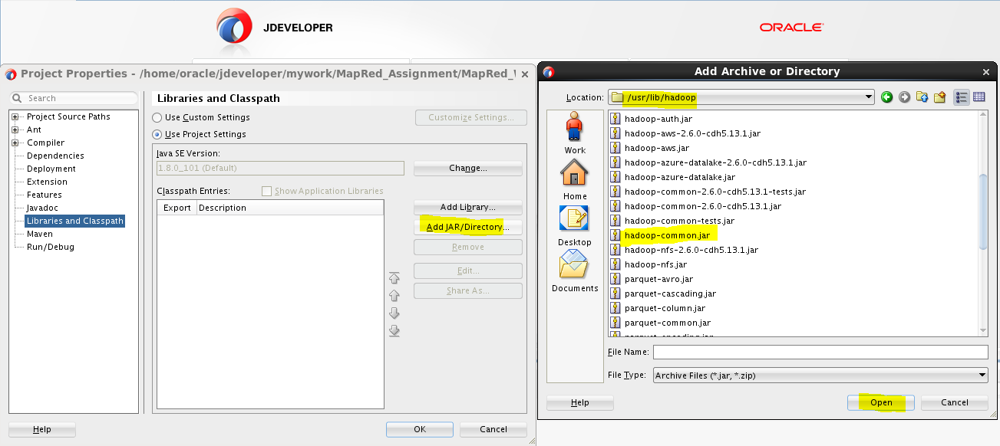 JDEVELOPER
ORACLE
Project Properties - /home/oracle/jdeveloper/mywork/MapRed_Assignment/MapRed_
Search
Project Source Paths
Ant
Compiler
Dependencies
Deployment
Extension
Features
Javadoc
Libraries and Classpath
Maven
Run/Debug
Libraries and Classpath
Use Custom Settings
Customize Settings...
Use Project Settings
Java SE Version:
1.8.0_101 (Default)
Change...
Classpath Entries:
Show Application Libraries
Export
Description
Add Library...
Add JAR/Directory...
Remove
Edit...
Share As...
Help
OK
Cancel
Add Archive or Directory
Location:
/usr/lib/hadoop
Work
Home
Desktop
Documents
hadoop-auth.jar
hadoop-aws-2.6.0-cdh5.13.1.jar
hadoop-aws.jar
hadoop-azure-datalake-2.6.0-cdh5.13.1.jar
hadoop-azure-datalake.jar
hadoop-common-2.6.0-cdh5.13.1-tests.jar
hadoop-common-2.6.0-cdh5.13.1.jar
hadoop-common-tests.jar
hadoop-common.jar
hadoop-nfs-2.6.0-cdh5.13.1.jar
hadoop-nfs.jar
parquet-avro.jar
parquet-cascading.jar
parquet-column.jar
parquet-common.jar
File Name:
File Type:
Archive Files (*.jar, *.zip)
Help
Open
Cancel